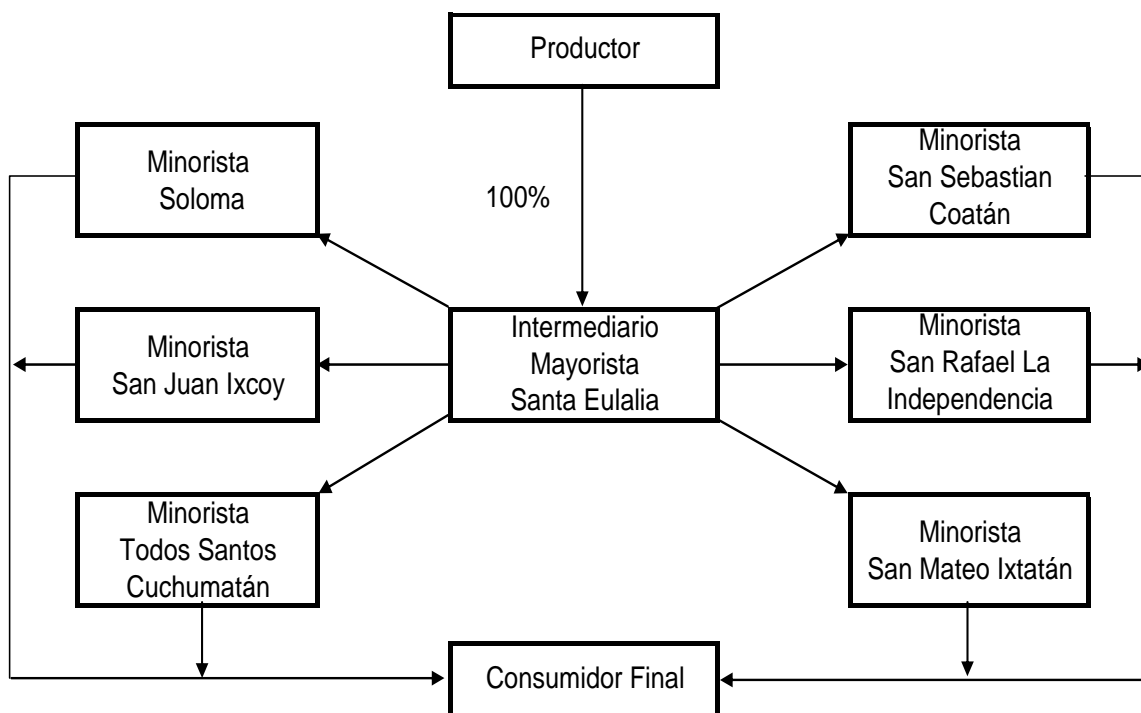 Productor
Minorista
Soloma
100%
Minorista
San Sebastian
Coatán
Minorista
San Juan Ixcoy
Intermediario
Mayorista
Santa Eulalia
Minorista
San Rafael La
Independencia
Minorista
Todos Santos
Cuchumatán
Minorista
San Mateo Ixtatán
Consumidor Final